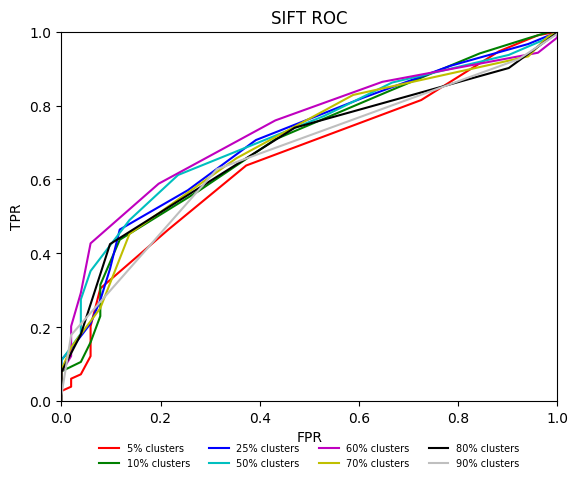 SIFT ROC
1.0
0.8
0.6
0.4
0.2
0.0
TPR
0.0 0.2 0.4 0.6 0.8 1.0
FPR
5% clusters 25% clusters 60% clusters 80% clusters
10% clusters 50% clusters 70% clusters 90% clusters